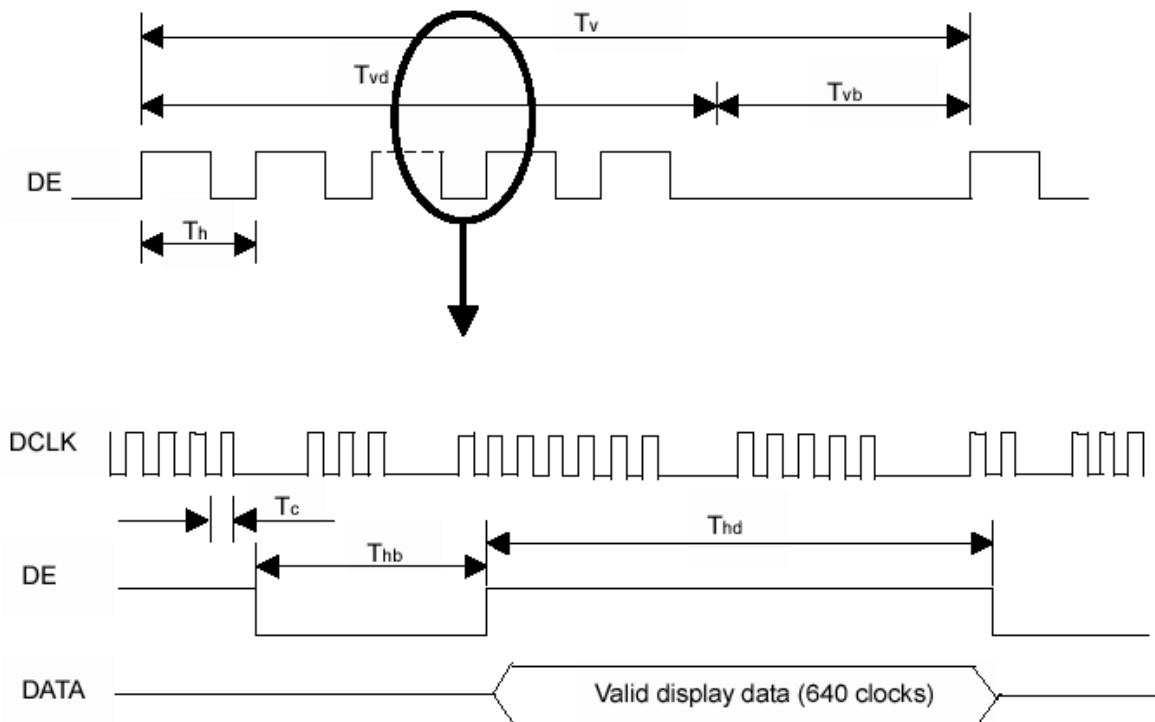 Tv
Tvd
Tvb
DE
Th
DCLK
Tc
Thd
Thb
DE
DATA
Valid display data (640 clocks)